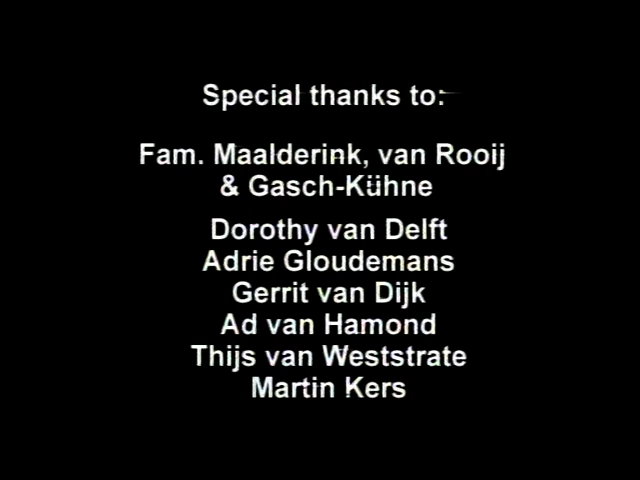 Special thanks to:
Fam. Maalderink, van Rooij
& Gasch-Kühne
Dorothy van Delft
Adrie Gloudemans
Gerrit van Dijk
Ad van Hamond
Thijs van Weststrate
Martin Kers